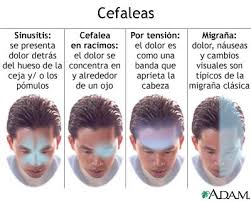 Cefaleas
Sinusitis:
se presenta
dolor detrás
del hueso de la
ceja y/ o los
pómulos
Cefalea
en racimos:
el dolor se
concentra en
y alrededor
de un ojo
Por tensión:
el dolor es
como una
banda que
aprieta la
cabeza
Migraña:
dolor, náuseas
y cambios
visuales son
típicos de la
migraña clásica
ADAM